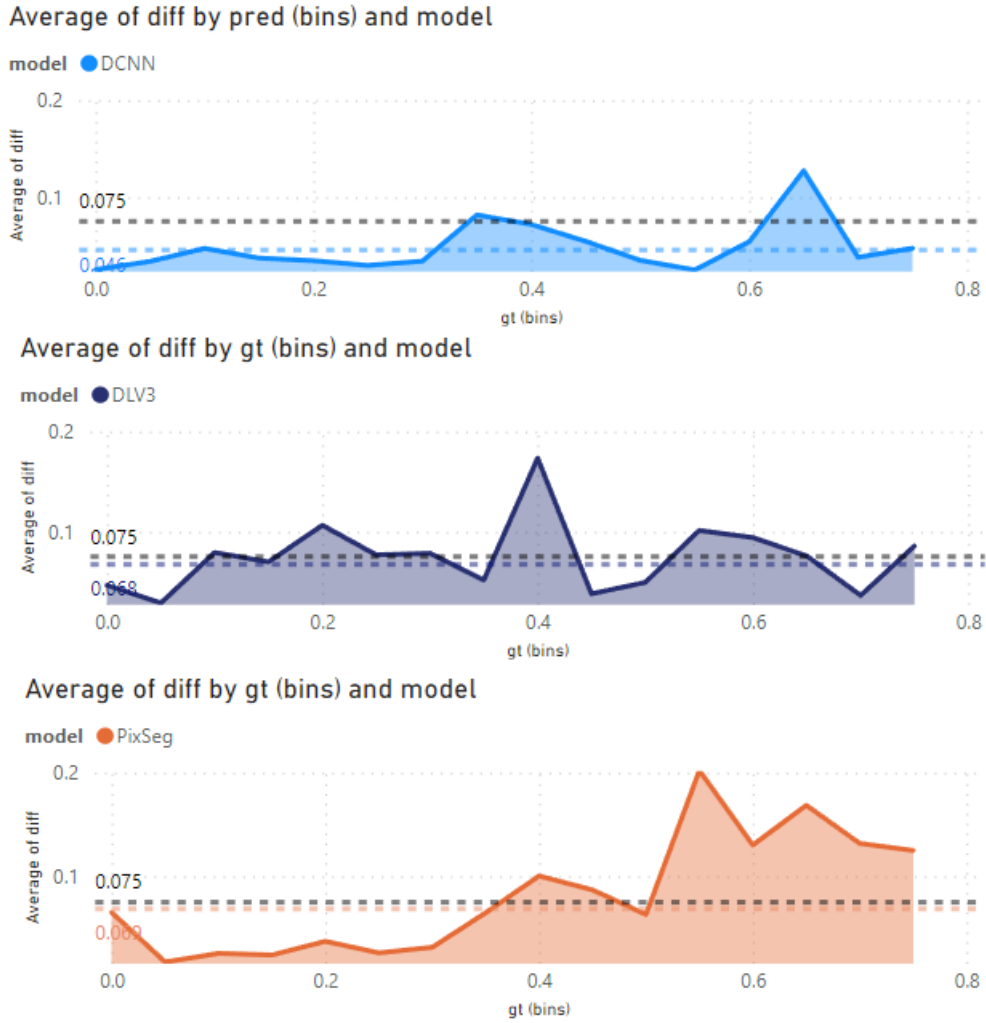 Average of diff by pred (bins) and model
model DCNN
0.2
0.1
Average of diff
0.075
0.046
0.0 0.2 0.4 0.6 0.8
gt (bins)
Average of diff by gt (bins) and model
model DLV3
0.2
0.1
Average of diff
0.075
0.068
0.0 0.2 0.4 0.6 0.8
gt (bins)
Average of diff by gt (bins) and model
model PixSeg
0.2
0.1
Average of diff
0.075
0.069
0.0 0.2 0.4 0.6 0.8
gt (bins)